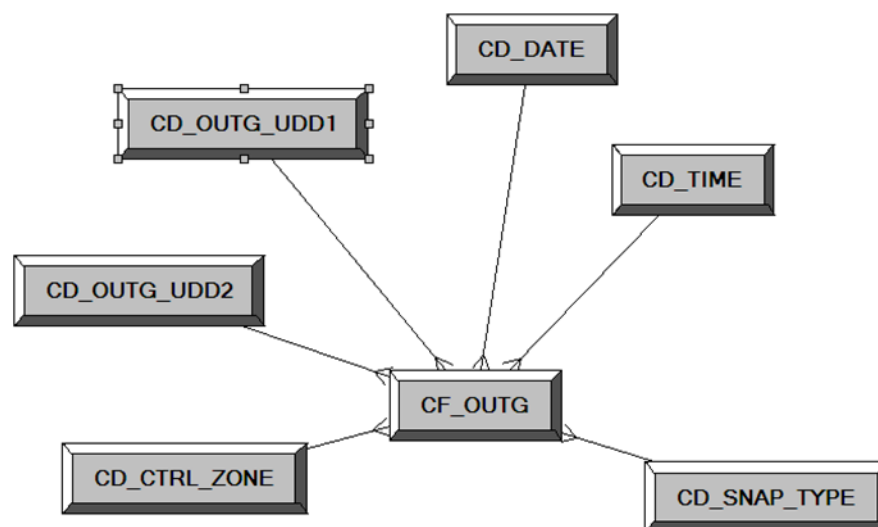 CD_DATE
CD_OUTG_UDD1
CD_TIME
CD_OUTG_UDD2
CF_OUTG
CD_CTRL_ZONE
CD_SNAP_TYPE